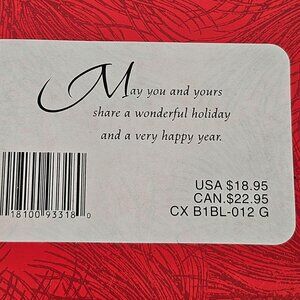 May you and yours
share a wonderful holiday
and a very happy year.
USA $18.95
CAN.$22.95
CX B1BL-012 G
18100 93318 0